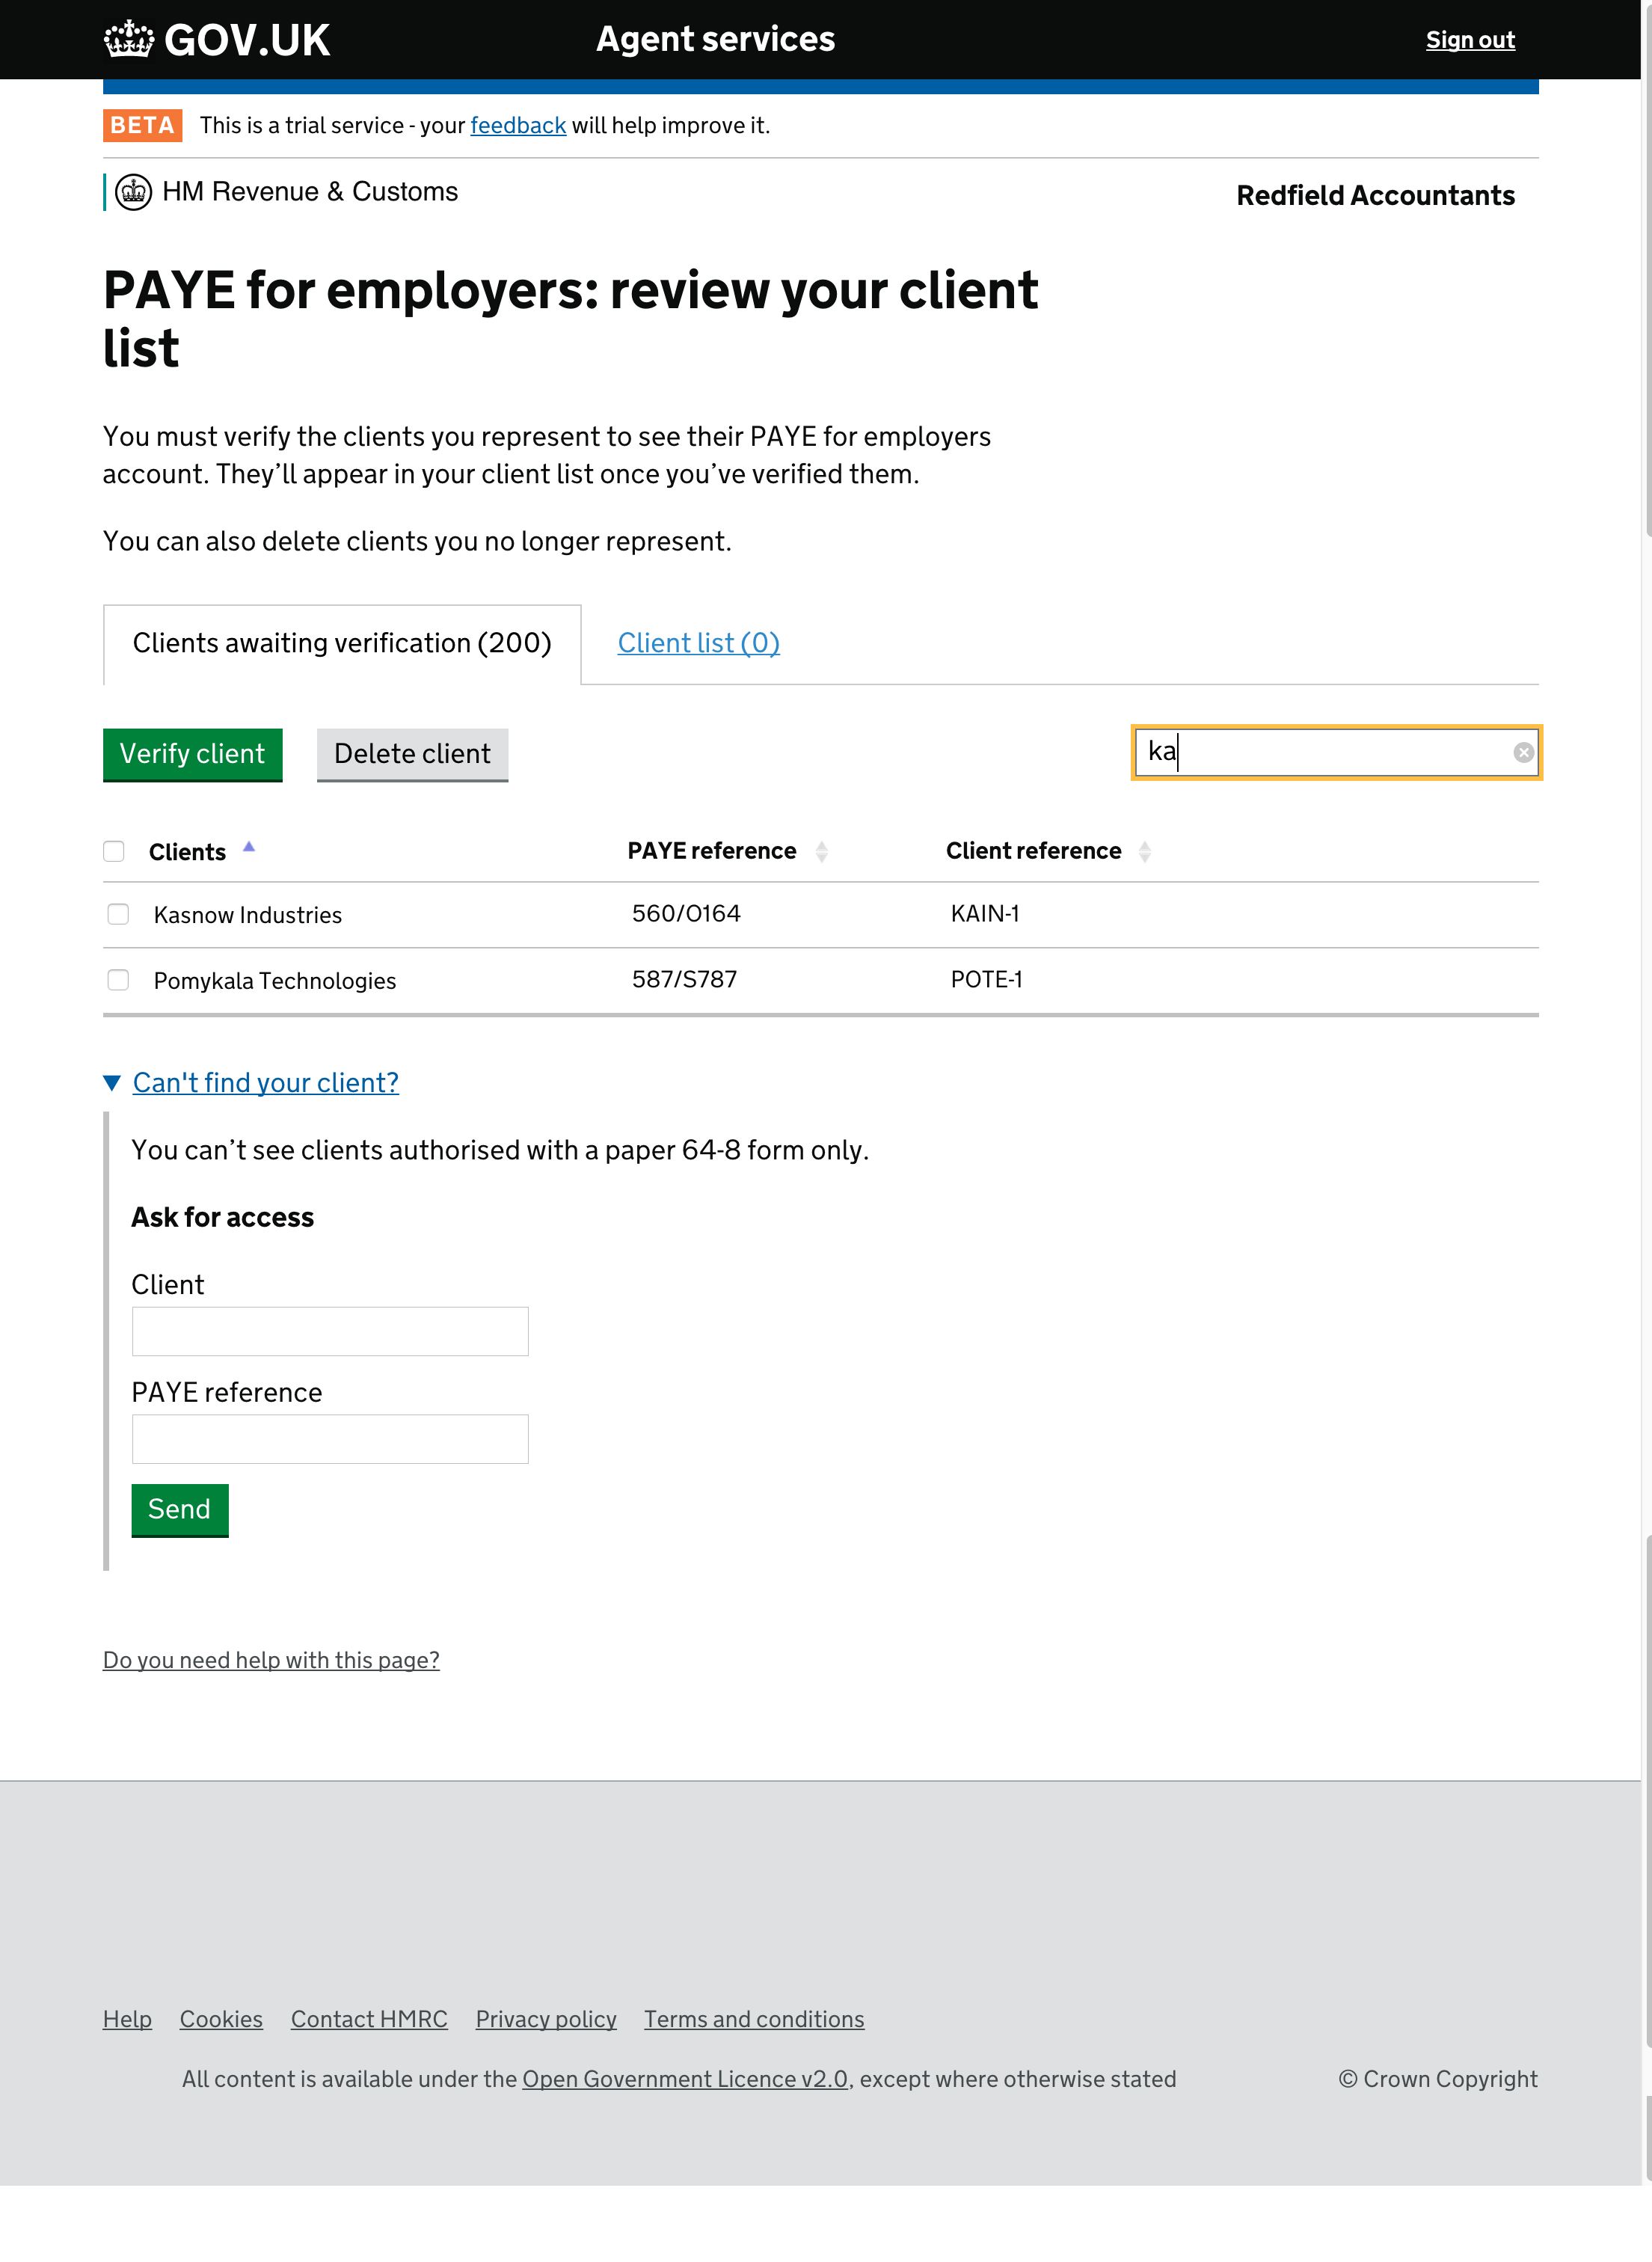 GOV.UK Agent services Sign out
BETA This is a trial service - your feedback will help improve it.
HM Revenue & Customs Redfield Accountants
PAYE for employers: review your client
list
You must verify the clients you represent to see their PAYE for employers
account. They’ll appear in your client list once you’ve verified them.
You can also delete clients you no longer represent.
Clients awaiting verification (200) Client list (0)
Verify client Delete client ka
Clients PAYE reference Client reference
Kasnow Industries 560/O164 KAIN-1
Pomykala Technologies 587/S787 POTE-1
Can't find your client?
You can’t see clients authorised with a paper 64-8 form only.
Ask for access
Client
PAYE reference
Send
Do you need help with this page?
Help Cookies Contact HMRC Privacy policy Terms and conditions
All content is available under the Open Government Licence v2.0, except where otherwise stated © Crown Copyright